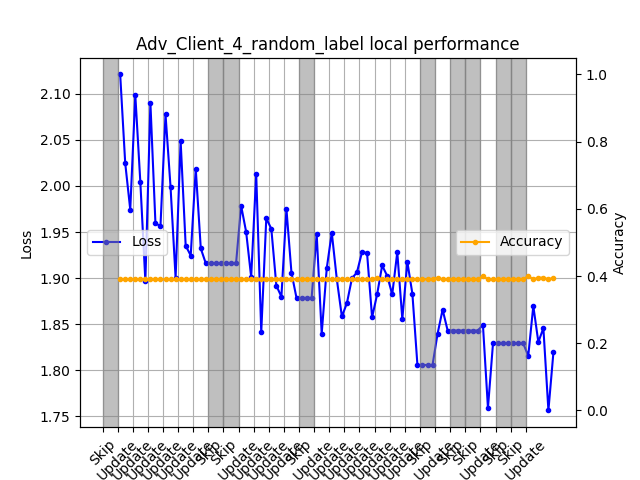 Adv_Client_4_random_label local performance
Loss
2.10
2.05
2.00
1.95
1.90
1.85
1.80
1.75
Loss
Accuracy
1.0
0.8
0.6
0.4
0.2
0.0
Accuracy
Skip
Update
Update
Update
Update
Update
Update
Skip
Skip
Update
Update
Update
Update
Skip
Update
Update
Update
Update
Update
Update
Update
Skip
Update
Skip
Skip
Update
Skip
Skip
Update